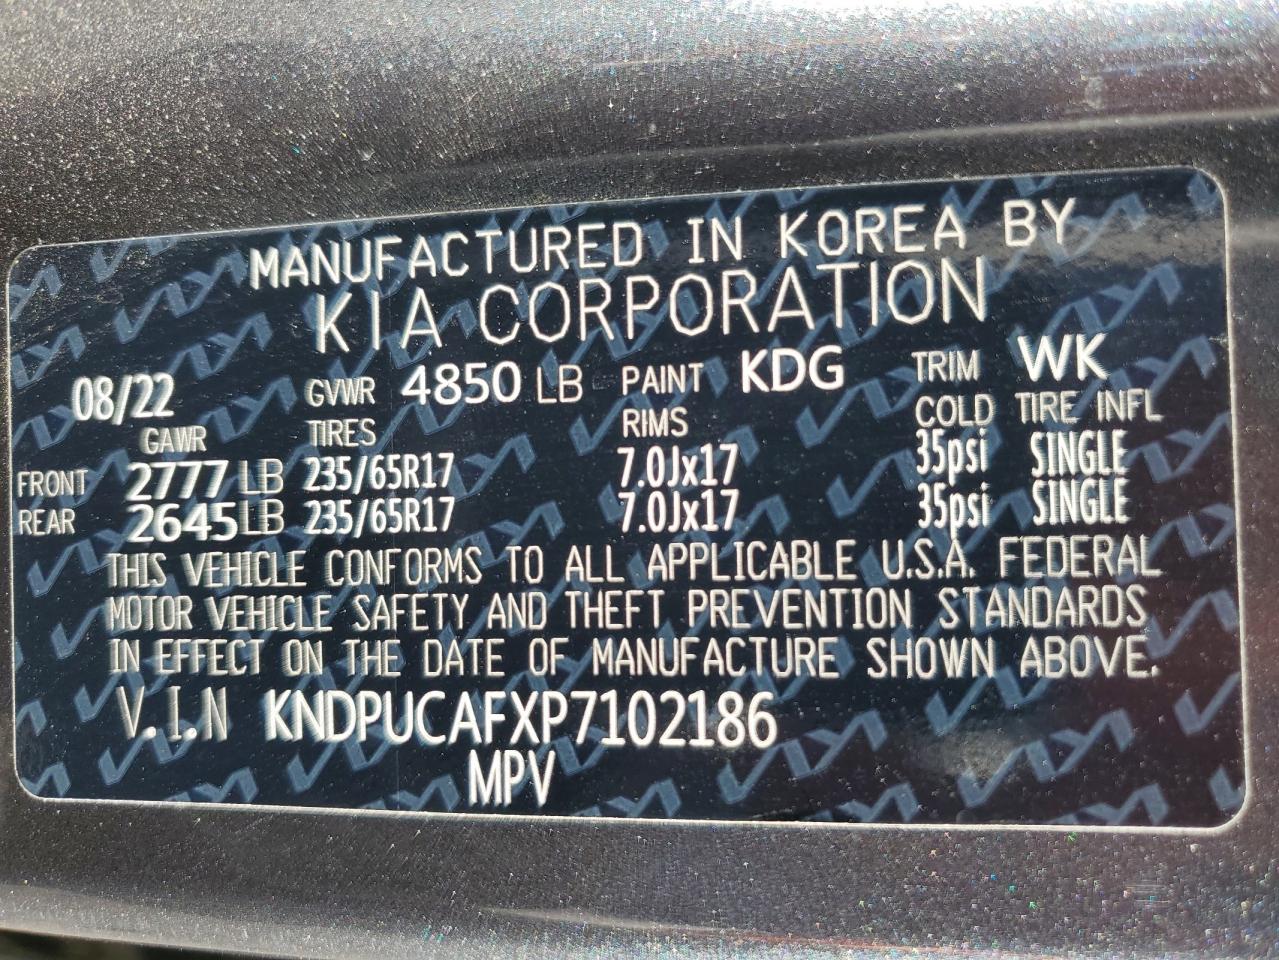 MANUFACTURED IN KOREA BY
KIA CORPORATION
08/22 GVWR 4850 LB PAINT KDG TRIM WK
GAWR TIRES RIMS COLD TIRE INFL
FRONT 2777 LB 235/65R17 7.0Jx17 35psi SINGLE
REAR 2645 LB 235/65R17 7.0Jx17 35psi SINGLE
THIS VEHICLE CONFORMS TO ALL APPLICABLE U.S.A. FEDERAL
MOTOR VEHICLE SAFETY AND THEFT PREVENTION STANDARDS
IN EFFECT ON THE DATE OF MANUFACTURE SHOWN ABOVE.
V.I.N KNDPUCAFXP7102186
MPV